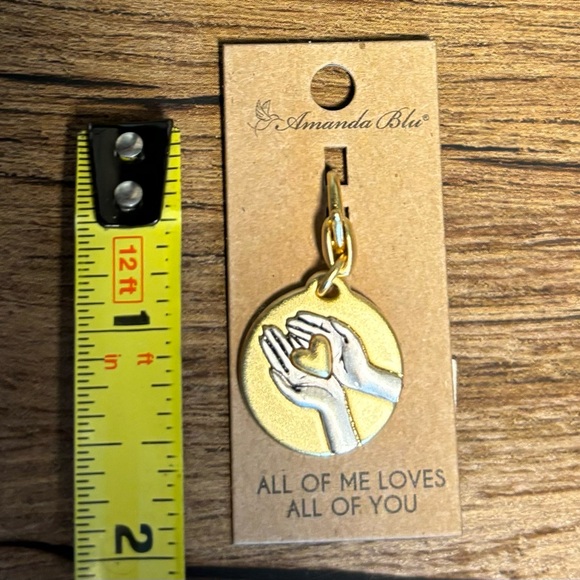 Amanda Blu®
ALL OF ME LOVES
ALL OF YOU
12 ft
1
ft
in
2